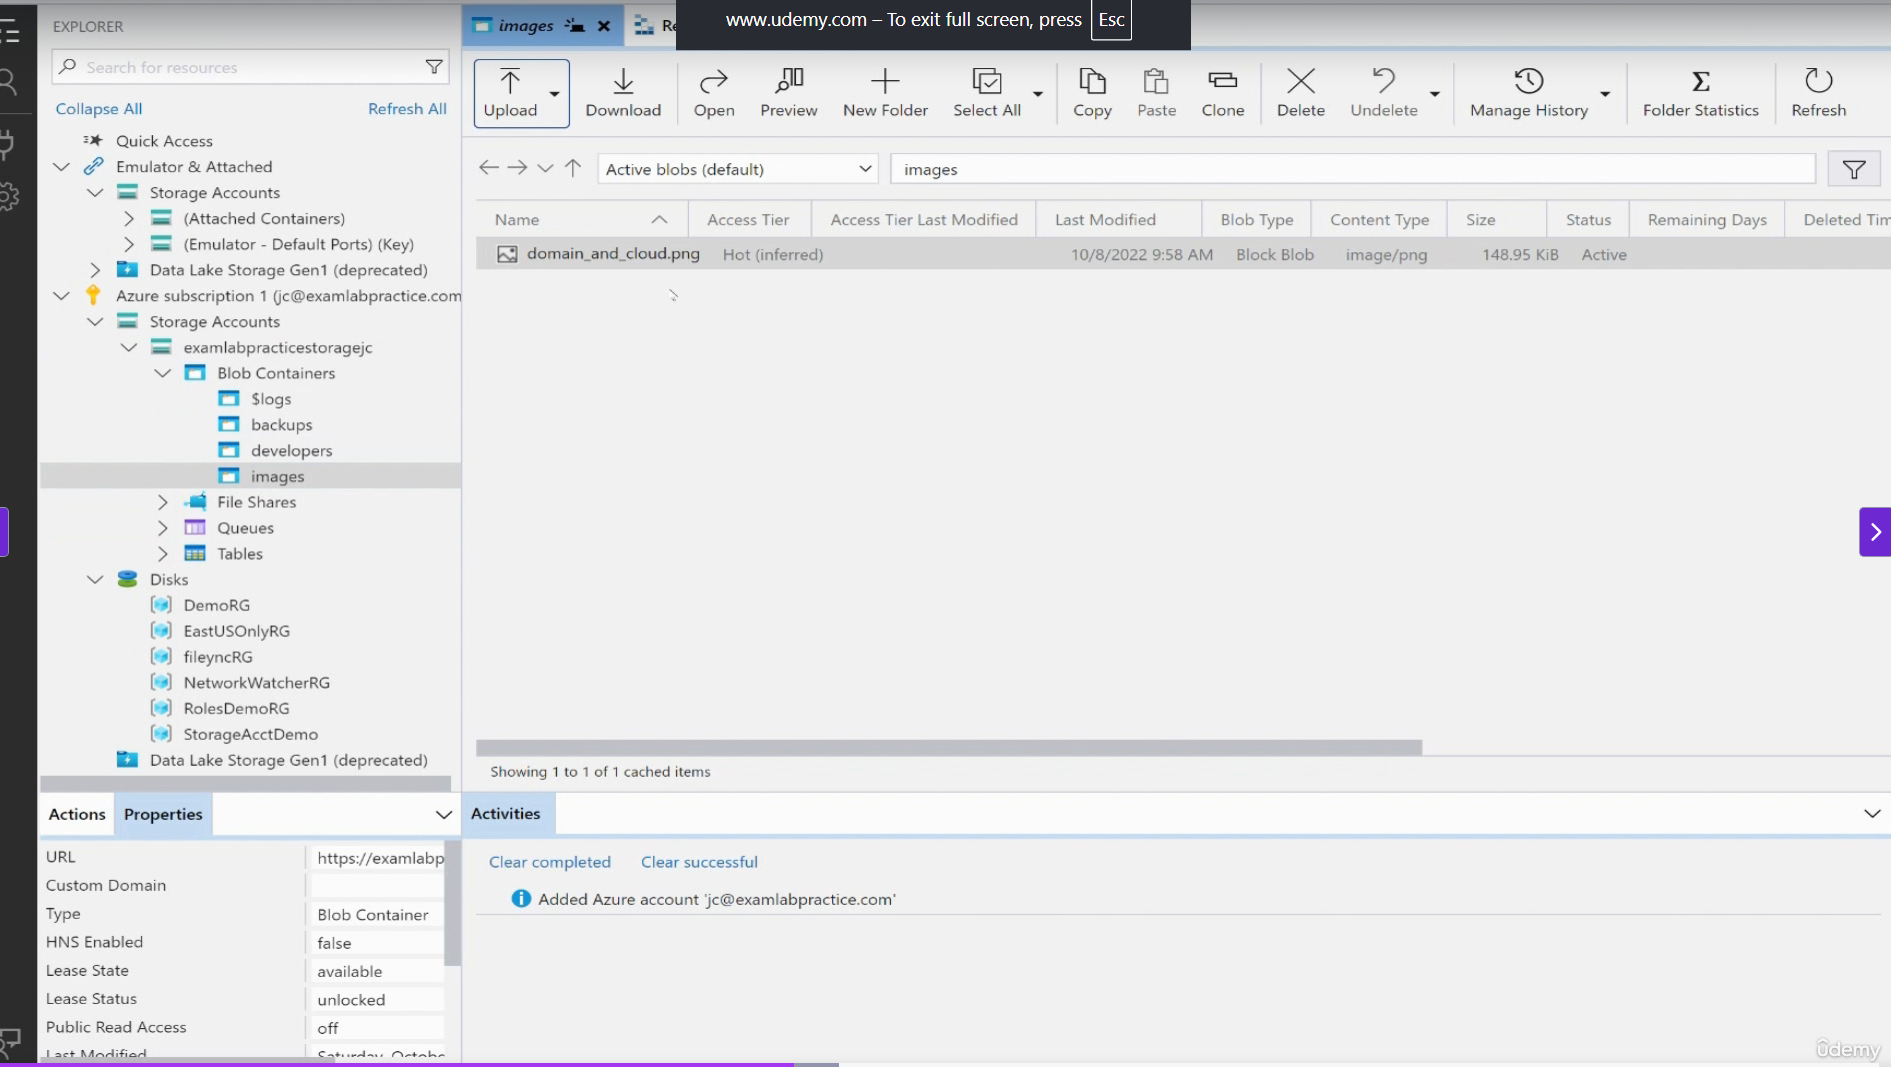 www.udemy.com – To exit full screen, press Esc
EXPLORER
Search for resources
Collapse All Refresh All
Quick Access
Emulator & Attached
Storage Accounts
(Attached Containers)
(Emulator - Default Ports) (Key)
Data Lake Storage Gen1 (deprecated)
Azure subscription 1 (jc@examlabpractice.com
Storage Accounts
examlabpracticestoragejc
Blob Containers
$logs
backups
developers
images
File Shares
Queues
Tables
Disks
DemoRG
EastUSOnlyRG
fileyncRG
NetworkWatcherRG
RolesDemoRG
StorageAcctDemo
Data Lake Storage Gen1 (deprecated)
Actions Properties
URL https://examlabp
Custom Domain
Type Blob Container
HNS Enabled false
Lease State available
Lease Status unlocked
Public Read Access off
Last Modified Saturday, Octobe
images Re
Upload Download Open Preview New Folder Select All Copy Paste Clone Delete Undelete Manage History Folder Statistics Refresh
Active blobs (default) images
Name Access Tier Access Tier Last Modified Last Modified Blob Type Content Type Size Status Remaining Days Deleted Tim
domain_and_cloud.png Hot (inferred) 10/8/2022 9:58 AM Block Blob image/png 148.95 KiB Active
Showing 1 to 1 of 1 cached items
Activities
Clear completed Clear successful
Added Azure account 'jc@examlabpractice.com'
ûdemy